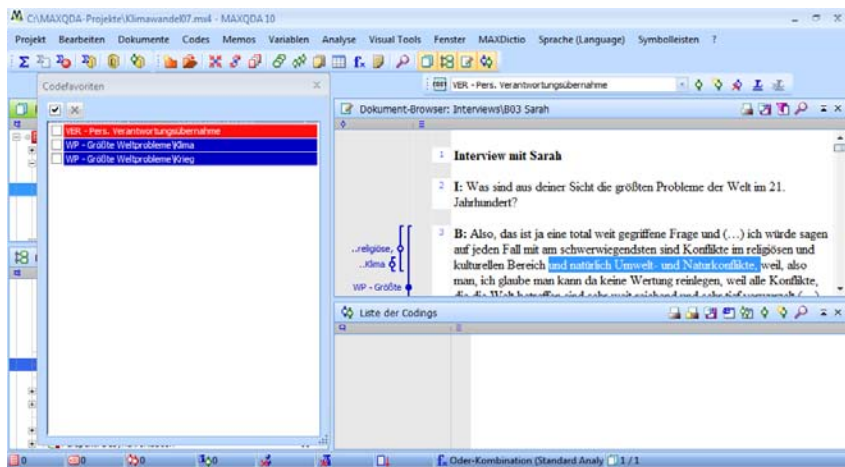 C:\MAXQDA-Projekte\Klimawandel07.mx4 - MAXQDA 10
Projekt Bearbeiten Dokumente Codes Memos Variablen Analyse Visual Tools Fenster MAXDictio Sprache (Language) Symbolleisten ?
Codefavoriten
VER - Pers. Verantwortungsübernahme
VER - Pers. Verantwortungsübernahme
WP - Größte Weltprobleme\Klima
WP - Größte Weltprobleme\Krieg
Dokument-Browser: Interviews\B03 Sarah
1 Interview mit Sarah
2 I: Was sind aus deiner Sicht die größten Probleme der Welt im 21.
Jahrhundert?
3 B: Also, das ist ja eine total weit gegriffene Frage und (…) ich würde sagen
auf jeden Fall mit am schwerwiegendsten sind Konflikte im religiösen und
kulturellen Bereich und natürlich Umwelt- und Naturkonflikte, weil, also
man, ich glaube man kann da keine Wertung reinlegen, weil alle Konflikte,
..religiöse,
..Klima
WP - Größte
Liste der Codings
0 0 0 0 Oder-Kombination (Standard Analy 1 / 1